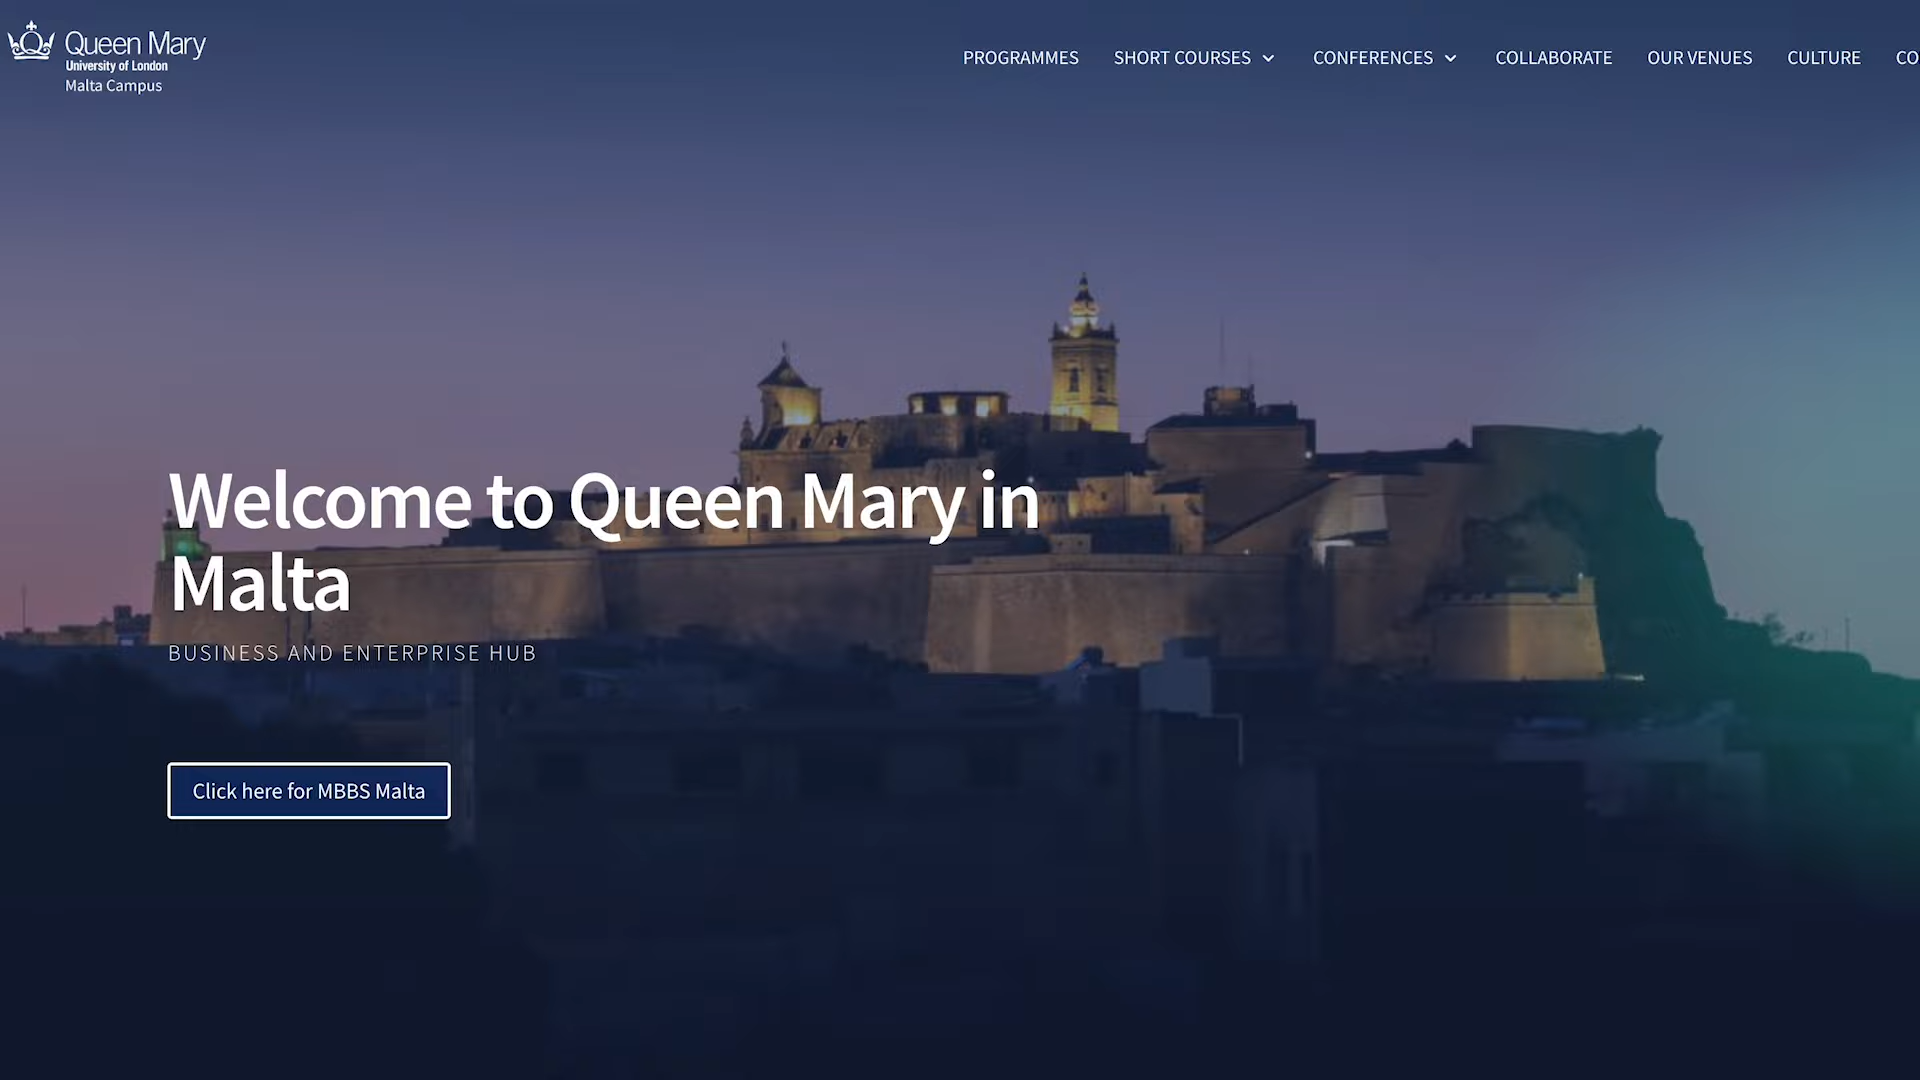 Queen Mary
University of London
Malta Campus
PROGRAMMES SHORT COURSES CONFERENCES COLLABORATE OUR VENUES CULTURE CO
Welcome to Queen Mary in
Malta
BUSINESS AND ENTERPRISE HUB
Click here for MBBS Malta